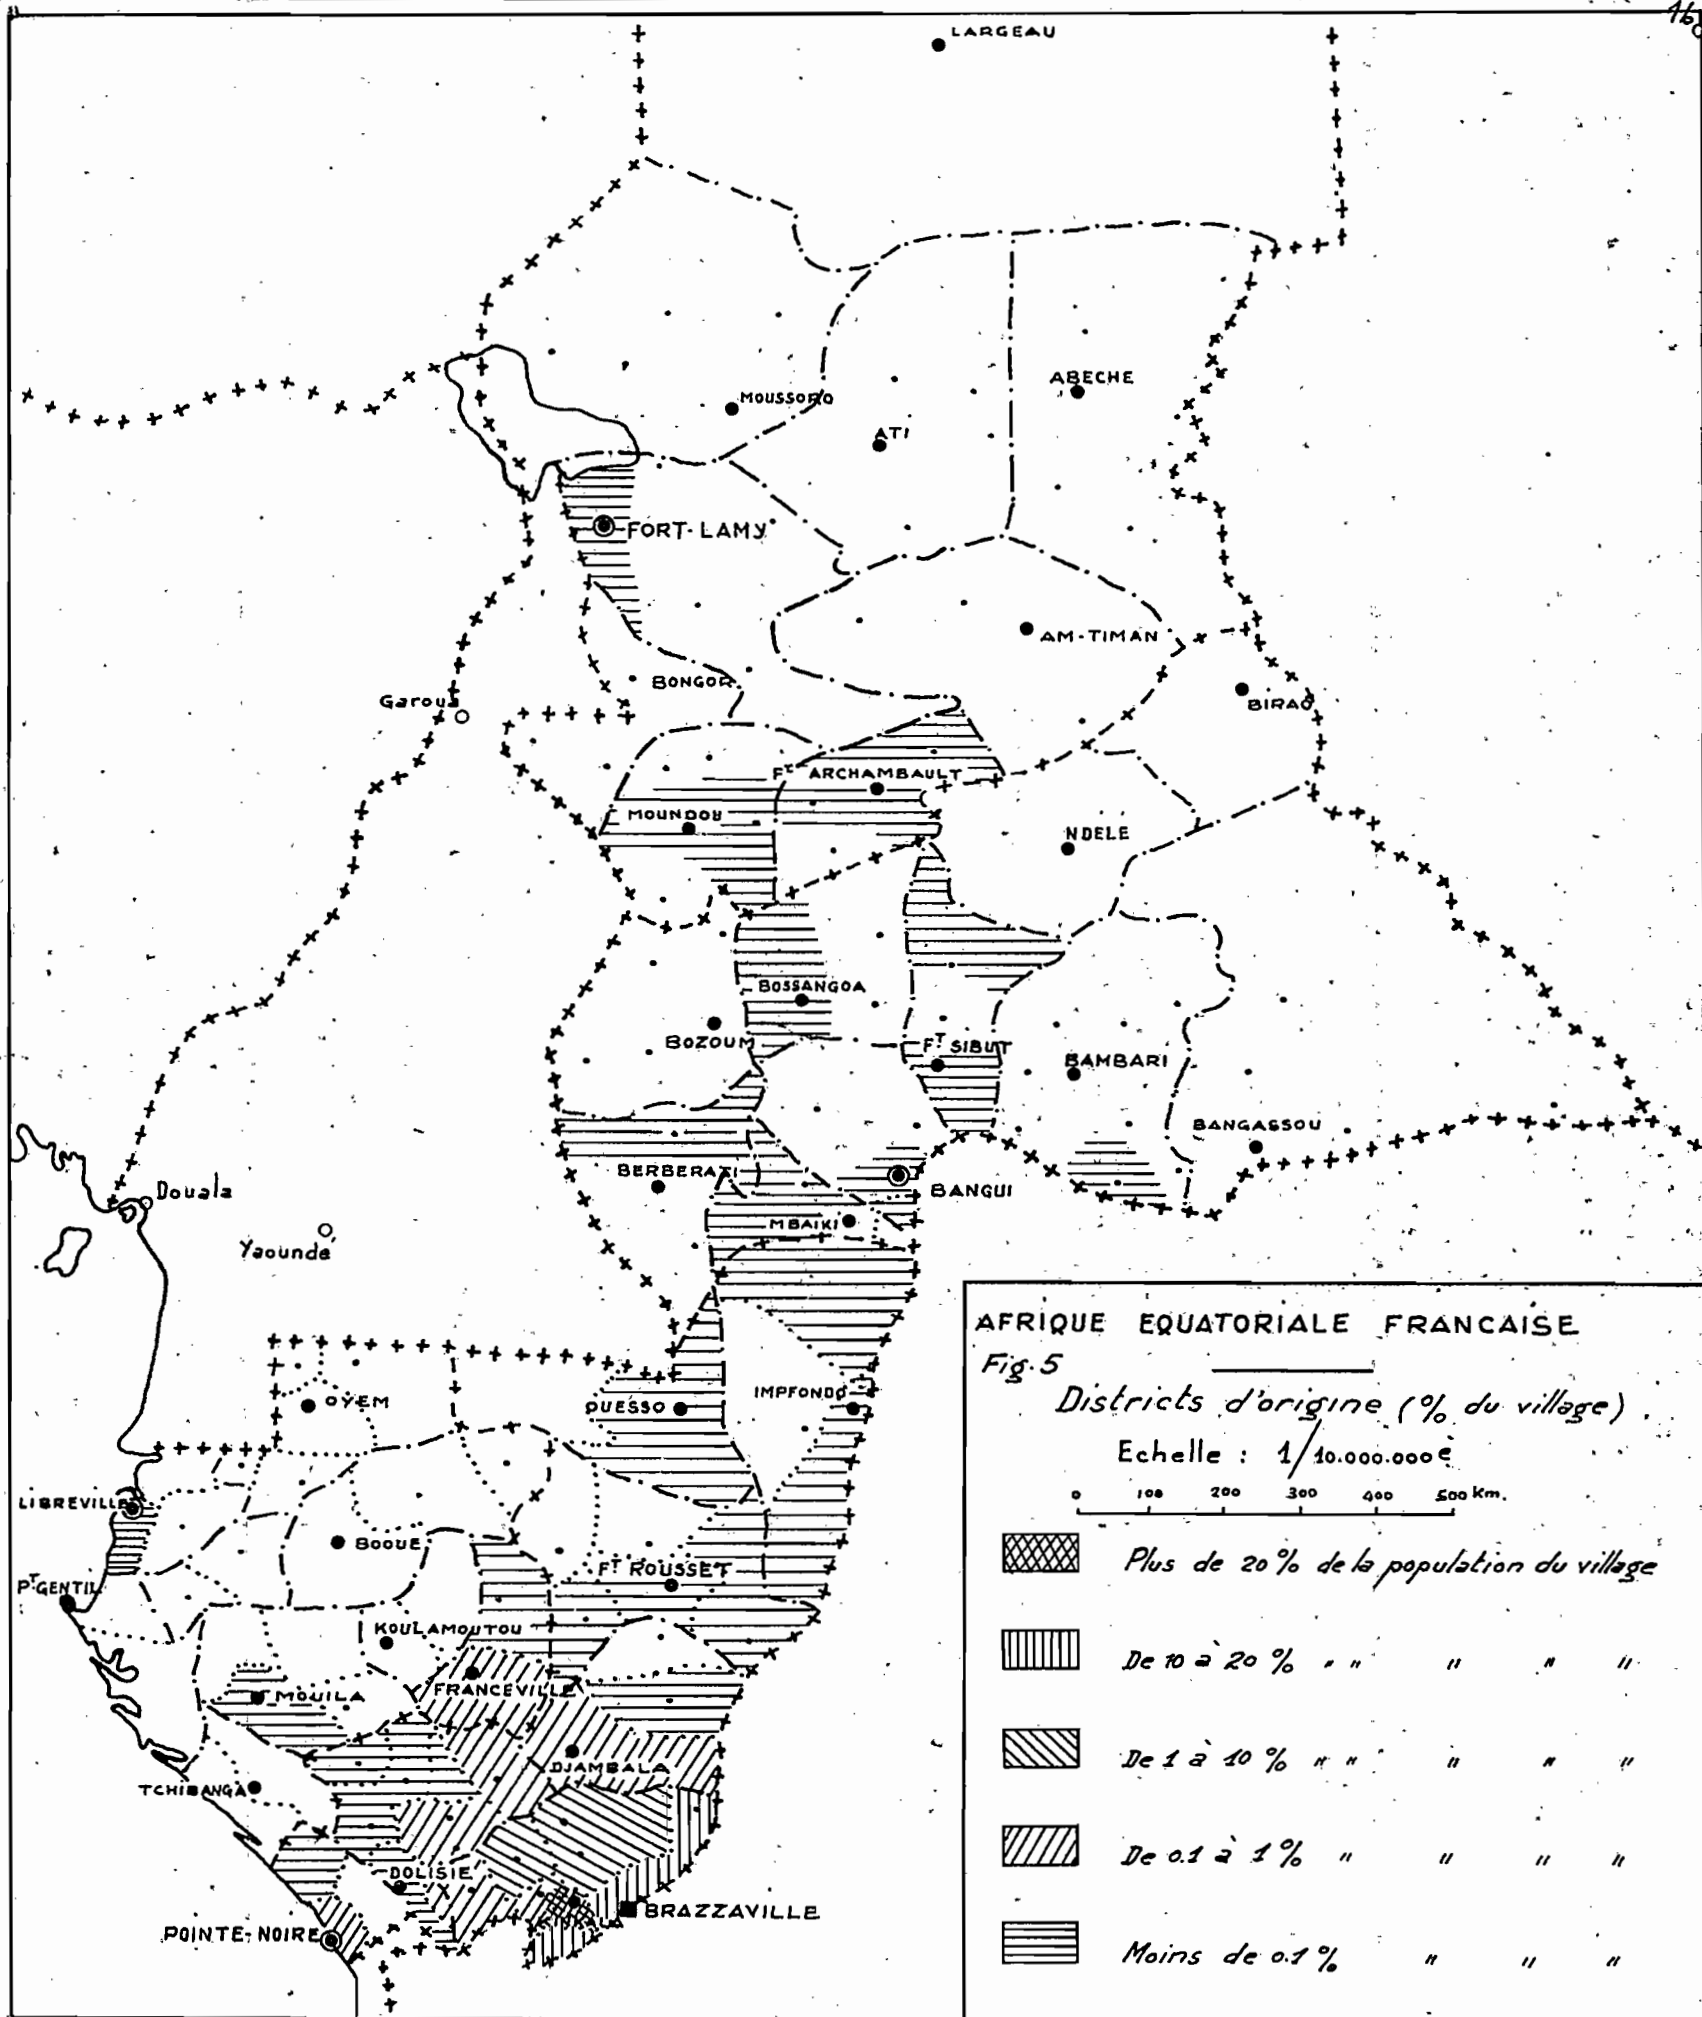 16
LARGEAU
MOUSSORO
ABECHE
ATI
FORT-LAMY
AM-TIMAN
BONGOR
BIRAO
Garoua
FT ARCHAMBAULT
MOUNDOU
NDELE
BOSSANGOA
BOZOUM
FT SIBUT
BAMBARI
BANGASSOU
BERBERATI
BANGUI
Douala
MBAIKI
Yaoundé
OYEM
OUESSO
IMPFONDO
LIBREVILLE
BOOUE
FT ROUSSET
PT GENTIL
KOULAMOUTOU
FRANCEVILLE
MOUILA
DJAMBALA
TCHIBANGA
DOLISIE
BRAZZAVILLE
POINTE-NOIRE
AFRIQUE EQUATORIALE FRANCAISE
Fig. 5
Districts d'origine (% du village)
Echelle : 1/10.000.000e
0 100 200 300 400 500 km.
Plus de 20 % de la population du village
De 10 à 20 % " " " " "
De 1 à 10 % " " " " "
De 0.1 à 1 % " " " "
Moins de 0.1 % " " "